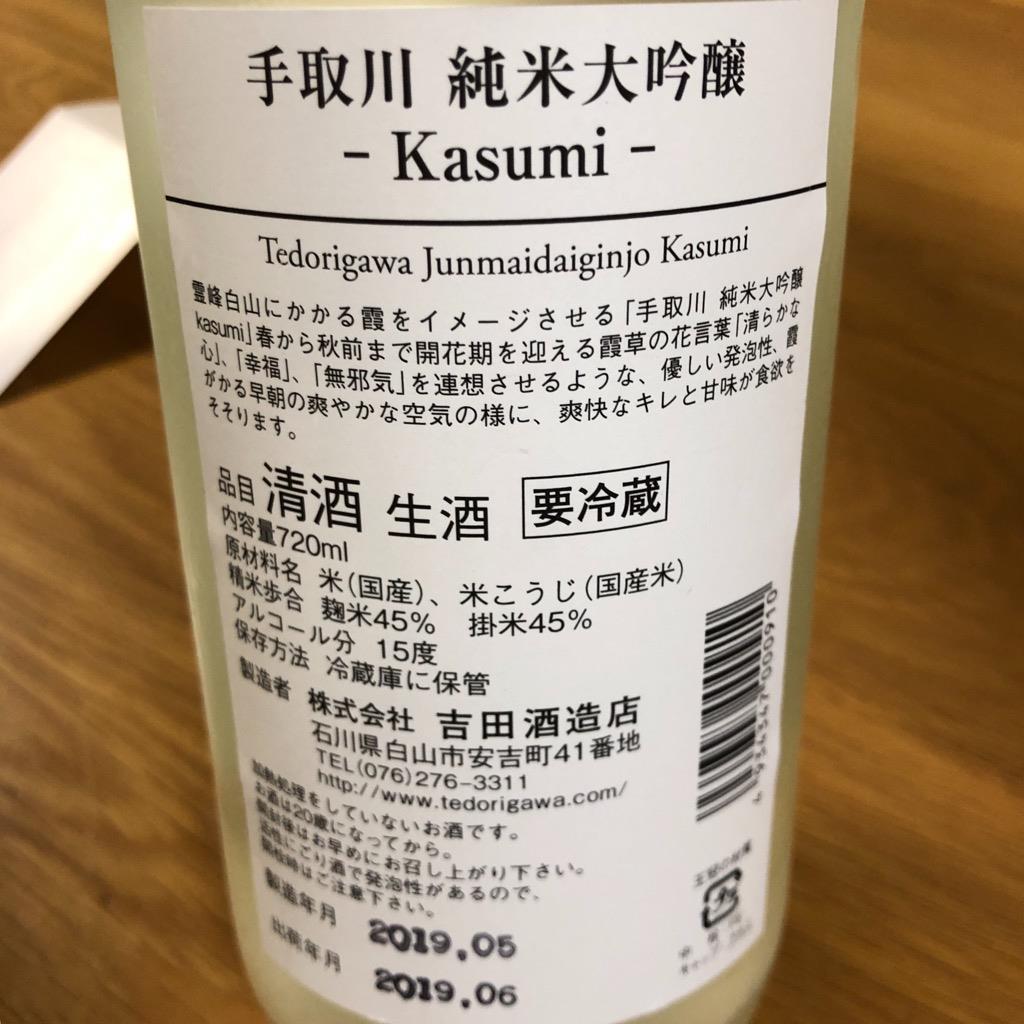 手取川 純米大吟醸
- Kasumi -
Tedorigawa Junmaidaiginjo Kasumi
霊峰白山にかかる霞をイメージさせる「手取川 純米大吟醸
kasumi」春から秋前まで開花期を迎える霞草の花言葉「清らかな
心」、「幸福」、「無邪気」を連想させるような、優しい発泡性、霞
がかる早朝の爽やかな空気の様に、爽快なキレと甘味が食欲を
そそります。
品目 清酒 生酒 要冷蔵
内容量720ml
原材料名 米(国産)、米こうじ(国産米)
精米歩合 麹米45% 掛米45%
アルコール分 15度
保存方法 冷蔵庫に保管
製造者 株式会社 吉田酒造店
石川県白山市安吉町41番地
TEL(076)276-3311
http://www.tedorigawa.com/
加熱処理をしていないお酒です。
お酒は20歳になってから。
開封後はお早めにお召し上がり下さい。
活性にごり酒で発泡性があるので、
開栓時はご注意下さい。
製造年月 2019.05
出荷年月 2019.06